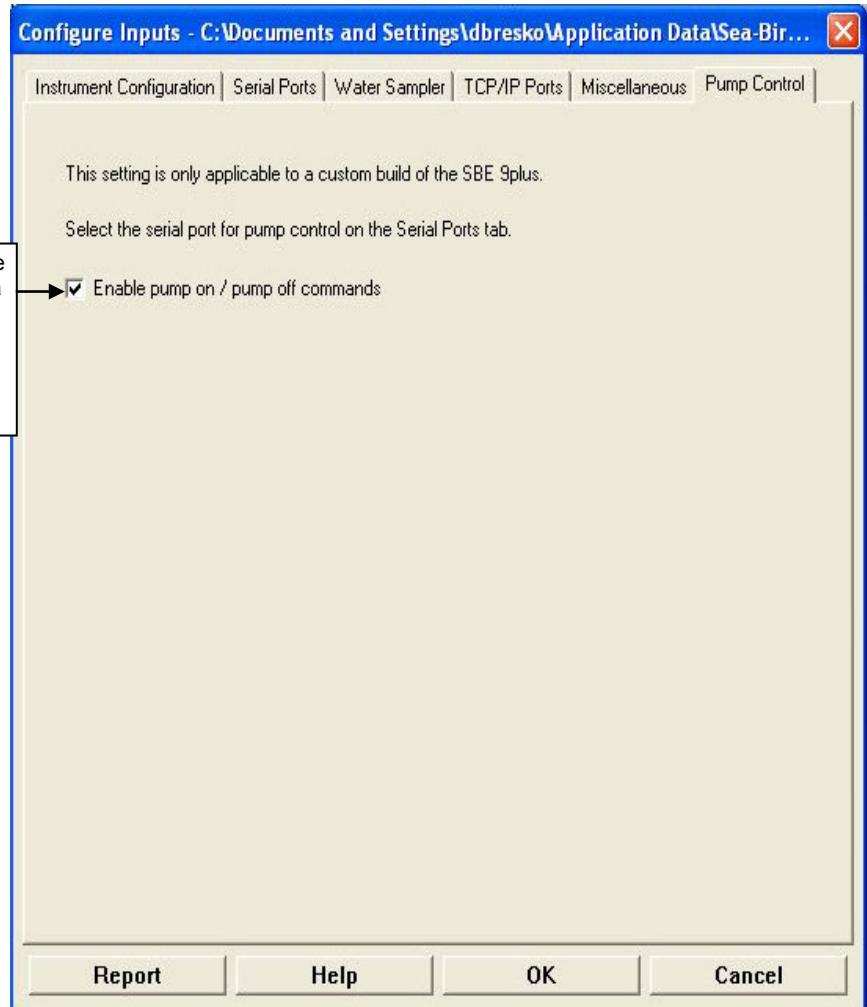 Configure Inputs - C:\Documents and Settings\dbresko\Application Data\Sea-Bir...
Instrument Configuration Serial Ports Water Sampler TCP/IP Ports Miscellaneous Pump Control
This setting is only applicable to a custom build of the SBE 9plus.
Select the serial port for pump control on the Serial Ports tab.
Enable pump on / pump off commands
Report Help OK Cancel